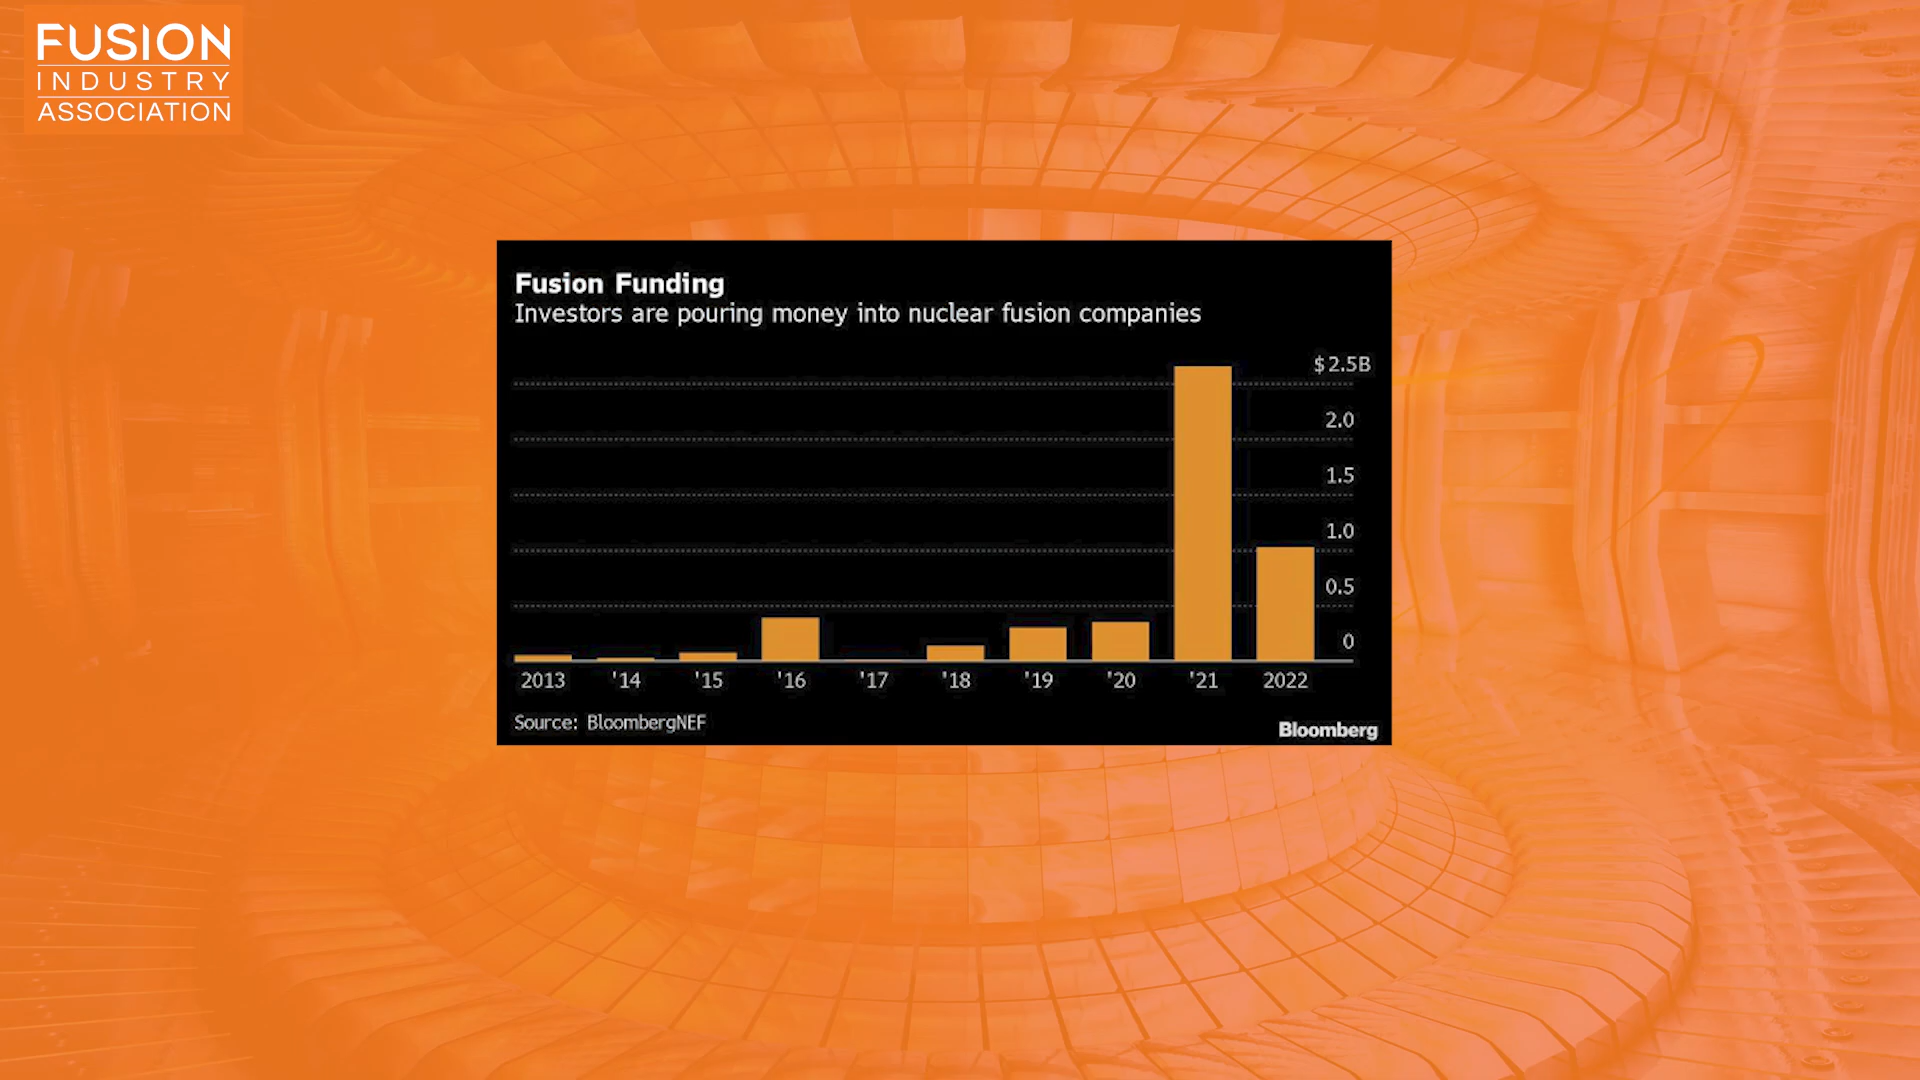 FUSION
INDUSTRY
ASSOCIATION
Fusion Funding
Investors are pouring money into nuclear fusion companies
$2.5B
2.0
1.5
1.0
0.5
0
2013 '14 '15 '16 '17 '18 '19 '20 '21 2022
Source: BloombergNEF
Bloomberg